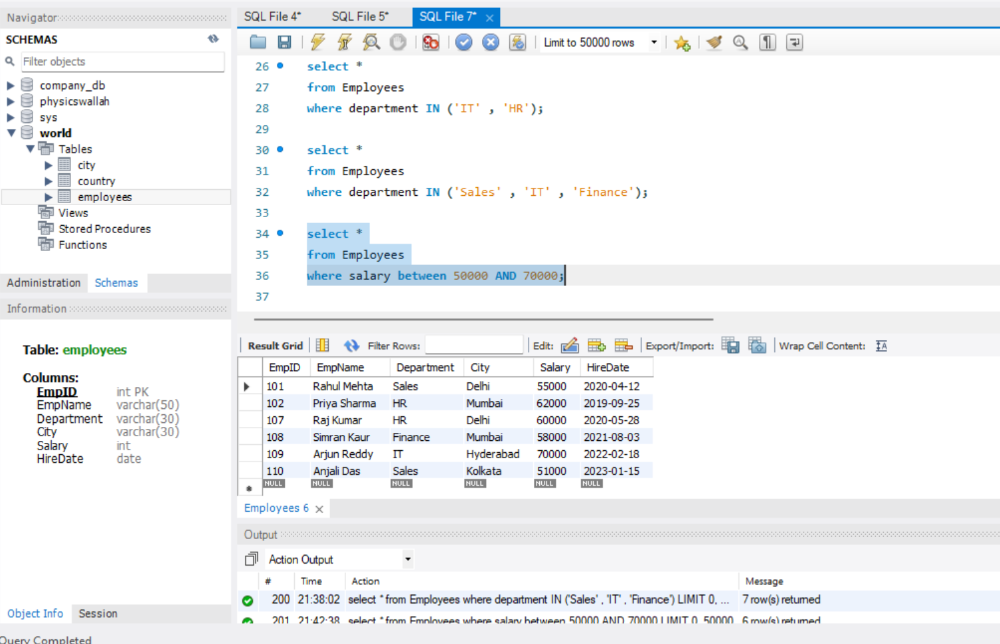 Navigator
SCHEMAS
Filter objects
company_db
physicswallah
sys
world
Tables
city
country
employees
Views
Stored Procedures
Functions
Administration Schemas
Information
Table: employees
Columns:
EmpID int PK
EmpName varchar(50)
Department varchar(30)
City varchar(30)
Salary int
HireDate date
Object Info Session
Query Completed
SQL File 4* SQL File 5* SQL File 7*
Limit to 50000 rows
26 select *
27 from Employees
28 where department IN ('IT' , 'HR');
29
30 select *
31 from Employees
32 where department IN ('Sales' , 'IT' , 'Finance');
33
34 select *
35 from Employees
36 where salary between 50000 AND 70000;
37
Result Grid Filter Rows: Edit: Export/Import: Wrap Cell Content: IA
EmpID EmpName Department City Salary HireDate
101 Rahul Mehta Sales Delhi 55000 2020-04-12
102 Priya Sharma HR Mumbai 62000 2019-09-25
107 Raj Kumar HR Delhi 60000 2020-05-28
108 Simran Kaur Finance Mumbai 58000 2021-08-03
109 Arjun Reddy IT Hyderabad 70000 2022-02-18
110 Anjali Das Sales Kolkata 51000 2023-01-15
NULL NULL NULL NULL NULL NULL
Employees 6
Output
Action Output
# Time Action Message
200 21:38:02 select * from Employees where department IN ('Sales' , 'IT' , 'Finance') LIMIT 0, ... 7 row(s) returned
201 21:42:38 select * from Employees where salary between 50000 AND 70000 LIMIT 0, 50000 6 row(s) returned